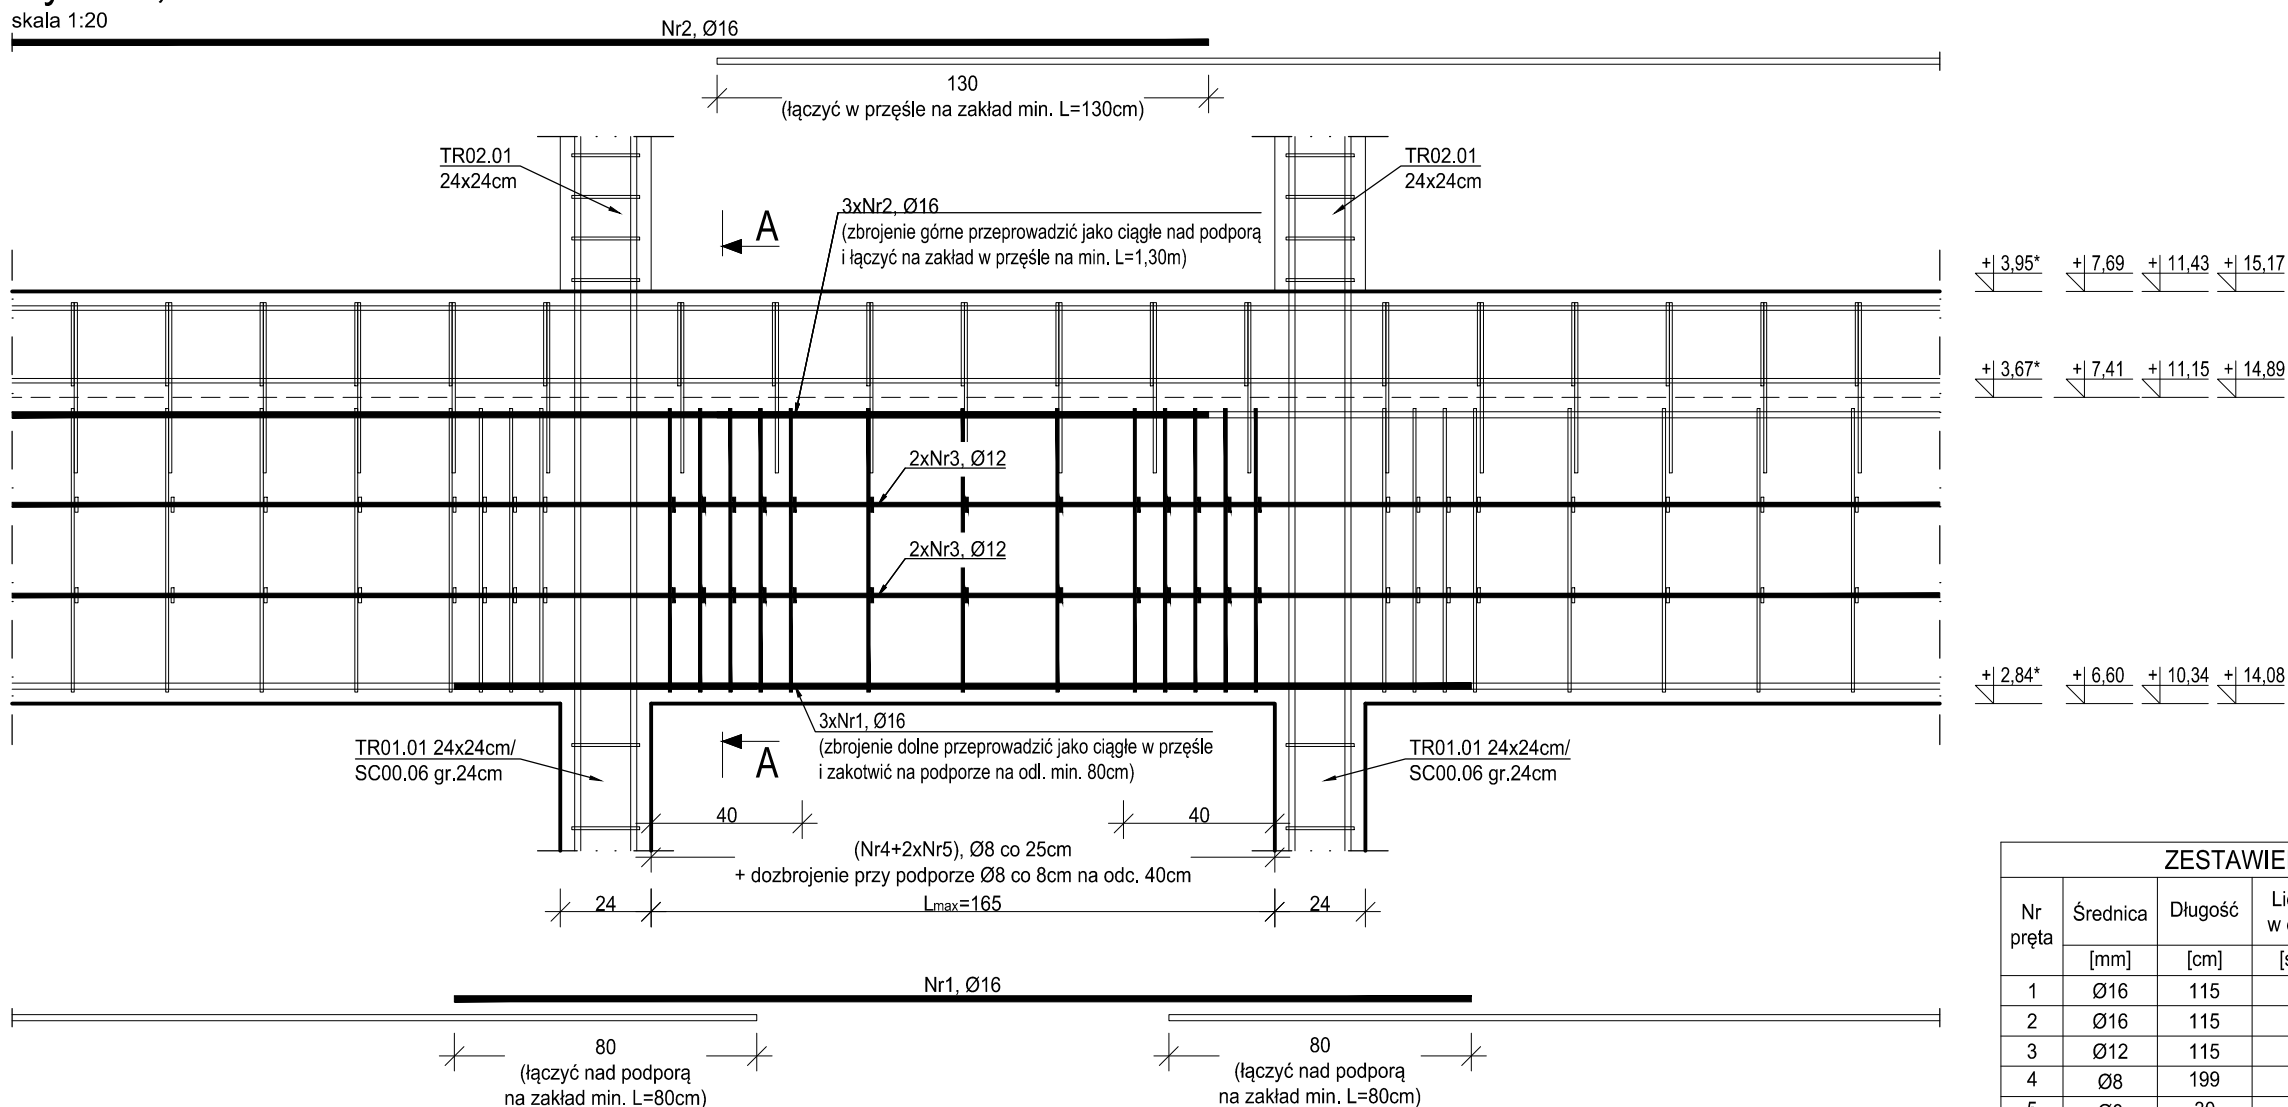 skala 1:20
Nr2, Ø16
130
(łączyć w przęśle na zakład min. L=130cm)
TR02.01
24x24cm
TR02.01
24x24cm
A
3xNr2, Ø16
(zbrojenie górne przeprowadzić jako ciągłe nad podporą
i łączyć na zakład w przęśle na min. L=1,30m)
+ 3,95* + 7,69 + 11,43 + 15,17
+ 3,67* + 7,41 + 11,15 + 14,89
2xNr3, Ø12
2xNr3, Ø12
+ 2,84* + 6,60 + 10,34 + 14,08
3xNr1, Ø16
(zbrojenie dolne przeprowadzić jako ciągłe w przęśle
i zakotwić na podporze na odl. min. 80cm)
A
TR01.01 24x24cm/
SC00.06 gr.24cm
TR01.01 24x24cm/
SC00.06 gr.24cm
40
40
(Nr4+2xNr5), Ø8 co 25cm
+ dozbrojenie przy podporze Ø8 co 8cm na odc. 40cm
24
Lmax=165
24
Nr1, Ø16
80
(łączyć nad podporą
na zakład min. L=80cm)
80
(łączyć nad podporą
na zakład min. L=80cm)
Nr
pręta
Średnica
Długość
[mm]
[cm]
1 Ø16 115
2 Ø16 115
3 Ø12 115
4 Ø8 199